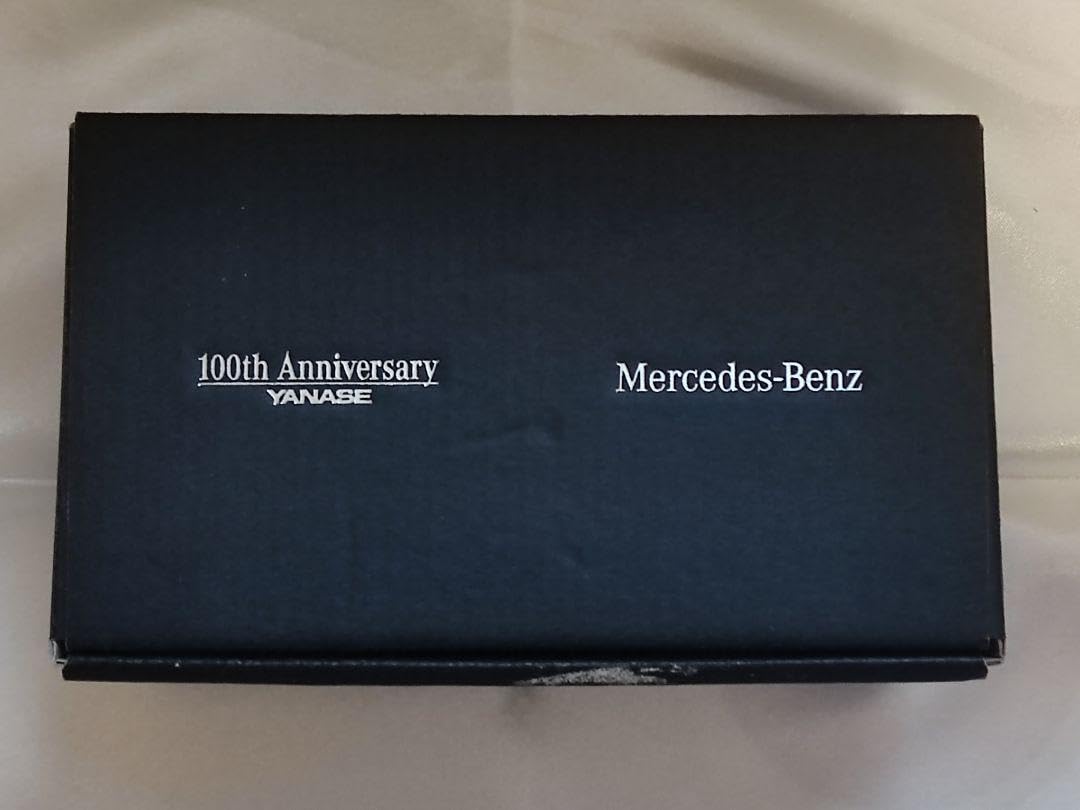 100th Anniversary
YANASE
Mercedes-Benz